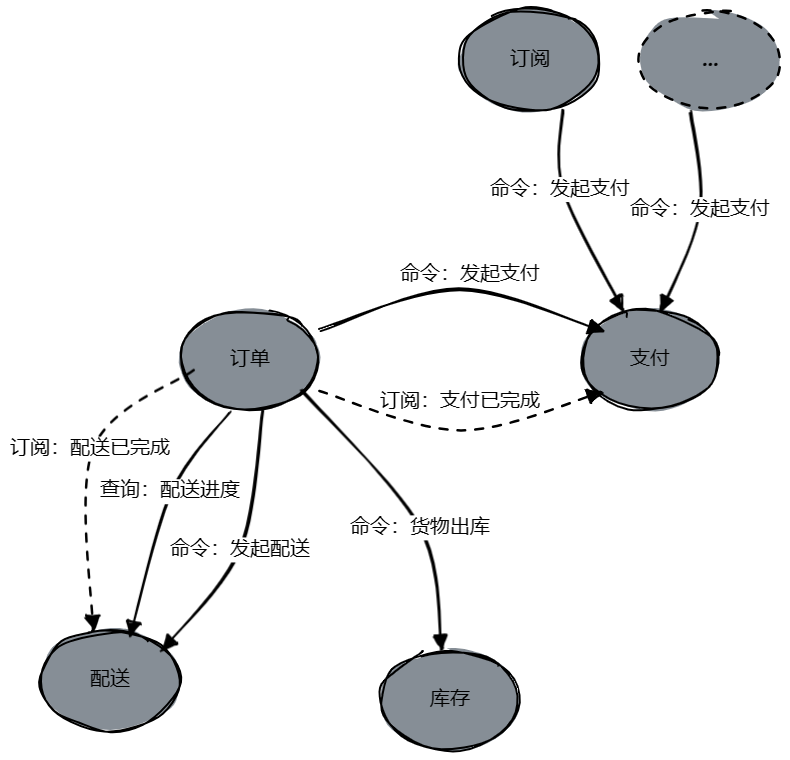 订阅
...
命令：发起支付
命令：发起支付
命令：发起支付
订单
支付
订阅：支付已完成
订阅：配送已完成
查询：配送进度
命令：货物出库
命令：发起配送
配送
库存